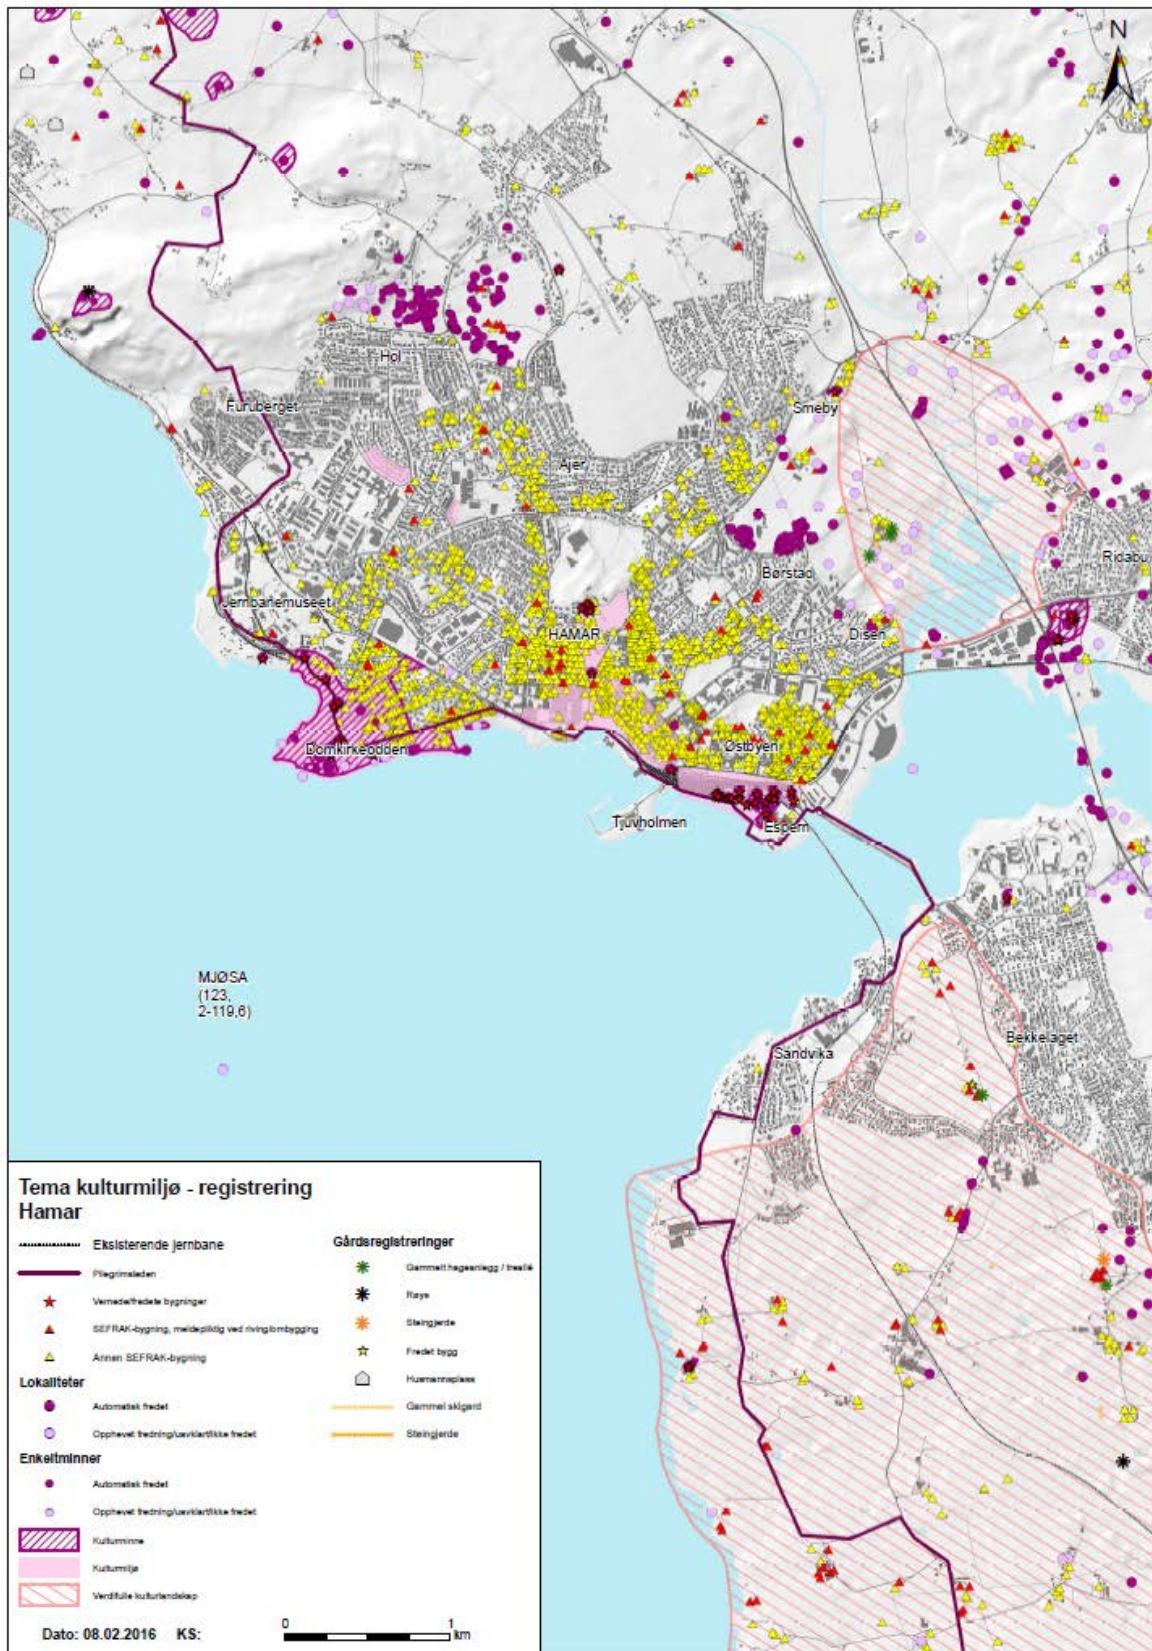 N
Hol
Furuberget
Smeby
Ajer
Ridabu
Børstad
Jernbanemuseet
HAMAR
Disen
Domkirkeodden
Østbyen
Tjuvholmen
Espern
MJØSA
(123,
2-119,6)
Bekkelaget
Sandvika
Tema kulturmiljø - registrering
Hamar
Eksisterende jernbane
Pilegrimsleden
Vernede/fredete bygninger
SEFRAK-bygning, meldepliktig ved riving/ombygging
Annen SEFRAK-bygning
Lokaliteter
Automatisk fredet
Opphevet fredning/uavklart/ikke fredet
Enkeltminner
Automatisk fredet
Opphevet fredning/uavklart/ikke fredet
Kulturminne
Kulturmiljø
Verdifulle kulturlandskap
Gårdsregistreringer
Gammelt hageanlegg / treallé
Røys
Steingjerde
Fredet bygg
Husmannsplass
Gammel skigard
Steingjerde
Dato: 08.02.2016 KS:
0 1
km